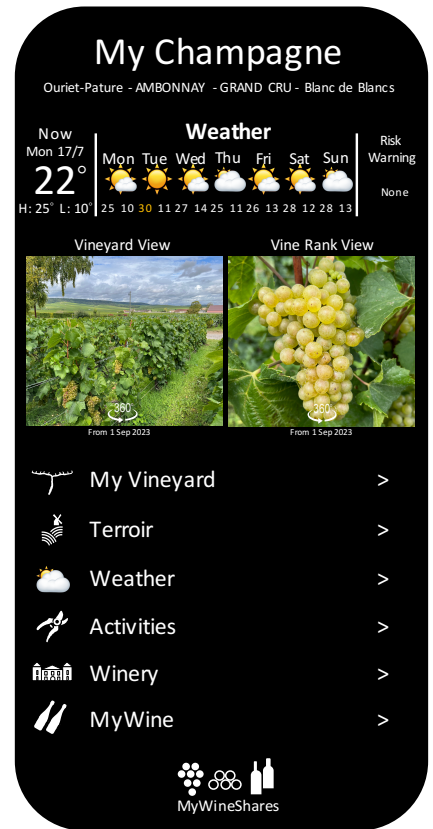 My Champagne
Ouriet-Pature - AMBONNAY - GRAND CRU - Blanc de Blancs
Now
Mon 17/7
22°
H: 25° L: 10°
Weather
Mon Tue Wed Thu Fri Sat Sun
25 10 30 11 27 14 25 11 26 13 28 12 28 13
Risk
Warning
None
Vineyard View
360°
From 1 Sep 2023
Vine Rank View
360°
From 1 Sep 2023
My Vineyard >
Terroir >
Weather >
Activities >
Winery >
MyWine >
MyWineShares